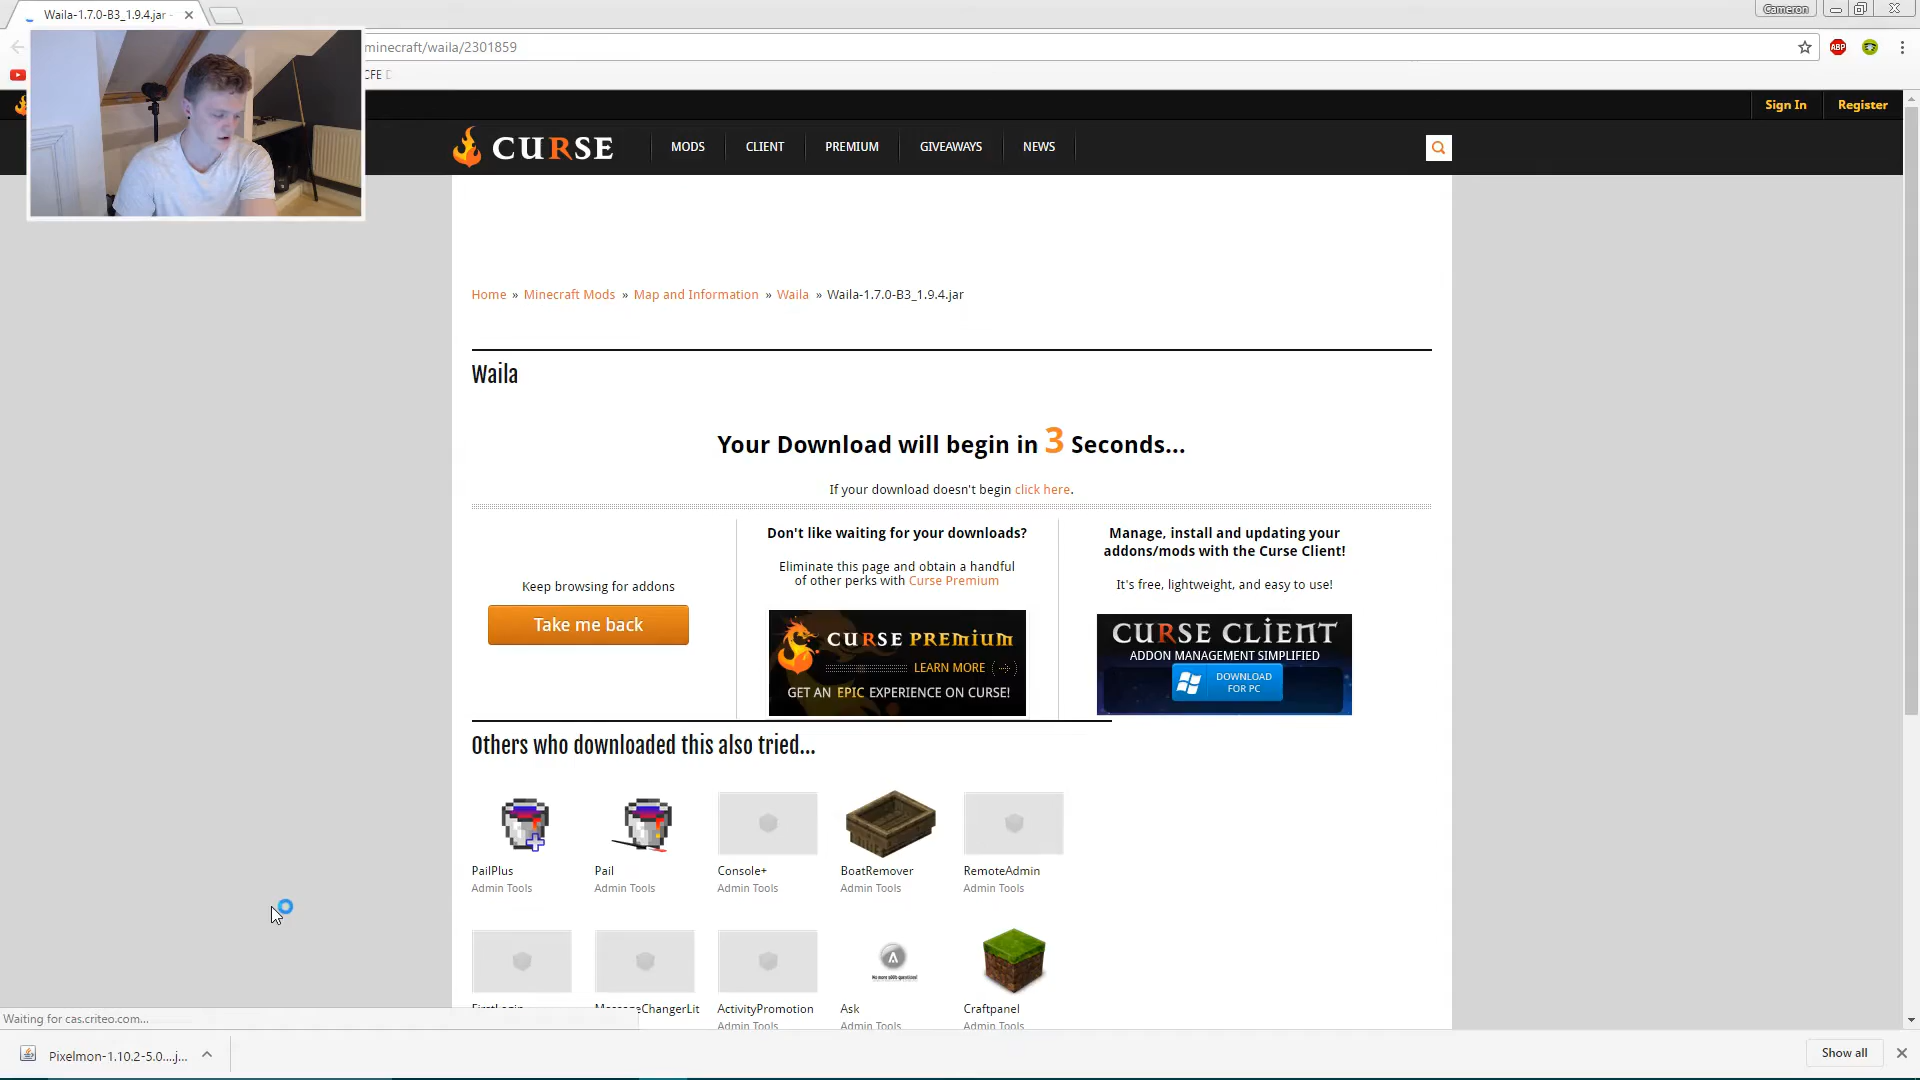 Waila-1.7.0-B3_1.9.4.jar -
Cameron
minecraft/waila/2301859
ABP
CFE
Sign In
Register
CURSE
MODS
CLIENT
PREMIUM
GIVEAWAYS
NEWS
Home » Minecraft Mods » Map and Information » Waila » Waila-1.7.0-B3_1.9.4.jar
Waila
Your Download will begin in 3 Seconds...
If your download doesn't begin click here.
Keep browsing for addons
Take me back
Don't like waiting for your downloads?
Eliminate this page and obtain a handful
of other perks with Curse Premium
CURSE PREMIUM
LEARN MORE
GET AN EPIC EXPERIENCE ON CURSE!
Manage, install and updating your
addons/mods with the Curse Client!
It's free, lightweight, and easy to use!
CURSE CLIENT
ADDON MANAGEMENT SIMPLIFIED
DOWNLOAD
FOR PC
Others who downloaded this also tried...
PailPlus
Admin Tools
Pail
Admin Tools
Console+
Admin Tools
BoatRemover
Admin Tools
RemoteAdmin
Admin Tools
FirstLogin
MessageChangerLit
ActivityPromotion
Admin Tools
Ask
Admin Tools
Craftpanel
Admin Tools
Waiting for cas.criteo.com...
Pixelmon-1.10.2-5.0....j...
Show all